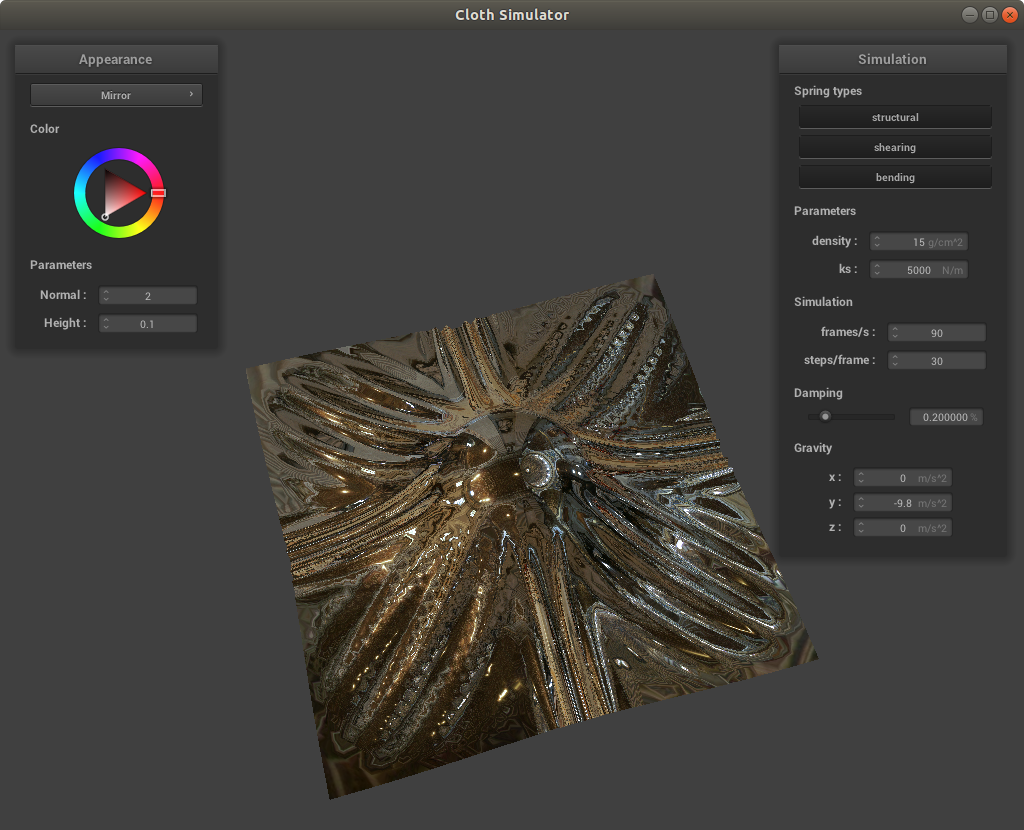 Cloth Simulator
Appearance
Mirror
Color
Parameters
Normal : 2
Height : 0.1
Simulation
Spring types
structural
shearing
bending
Parameters
density : 15 g/cm^2
ks : 5000 N/m
Simulation
frames/s : 90
steps/frame : 30
Damping
0.200000 %
Gravity
x : 0 m/s^2
y : -9.8 m/s^2
z : 0 m/s^2